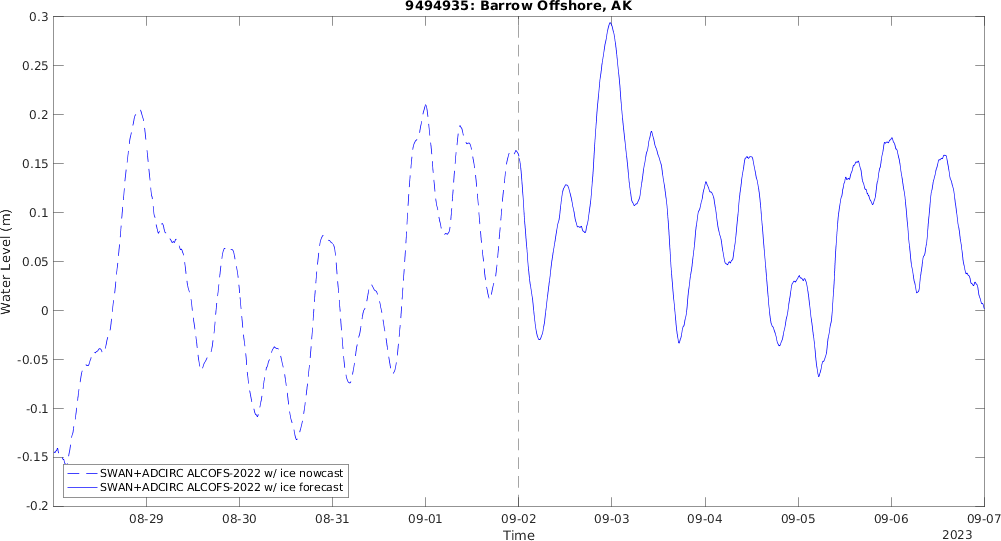 9494935: Barrow Offshore, AK
0.3
0.25
0.2
0.15
0.1
0.05
0
-0.05
-0.1
-0.15
-0.2
Water Level (m)
SWAN+ADCIRC ALCOFS-2022 w/ ice nowcast
SWAN+ADCIRC ALCOFS-2022 w/ ice forecast
08-29 08-30 08-31 09-01 09-02 09-03 09-04 09-05 09-06 09-07
Time
2023